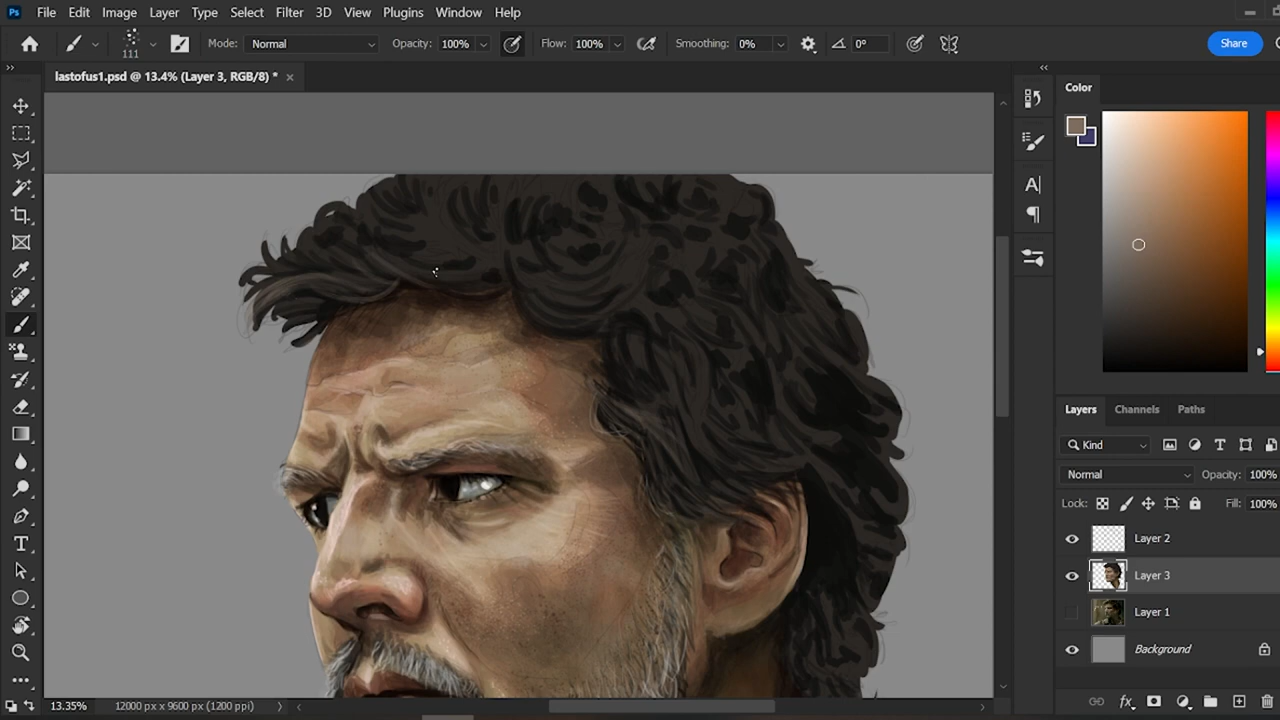 Ps File Edit Image Layer Type Select Filter 3D View Plugins Window Help
111 Mode: Normal Opacity: 100% Flow: 100% Smoothing: 0% 0° Share
lastofus1.psd @ 13.4% (Layer 3, RGB/8) * ×
Color
Layers Channels Paths
Kind
Normal Opacity: 100%
Lock: Fill: 100%
Layer 2
Layer 3
Layer 1
Background
fx
13.35% 12000 px x 9600 px (1200 ppi)